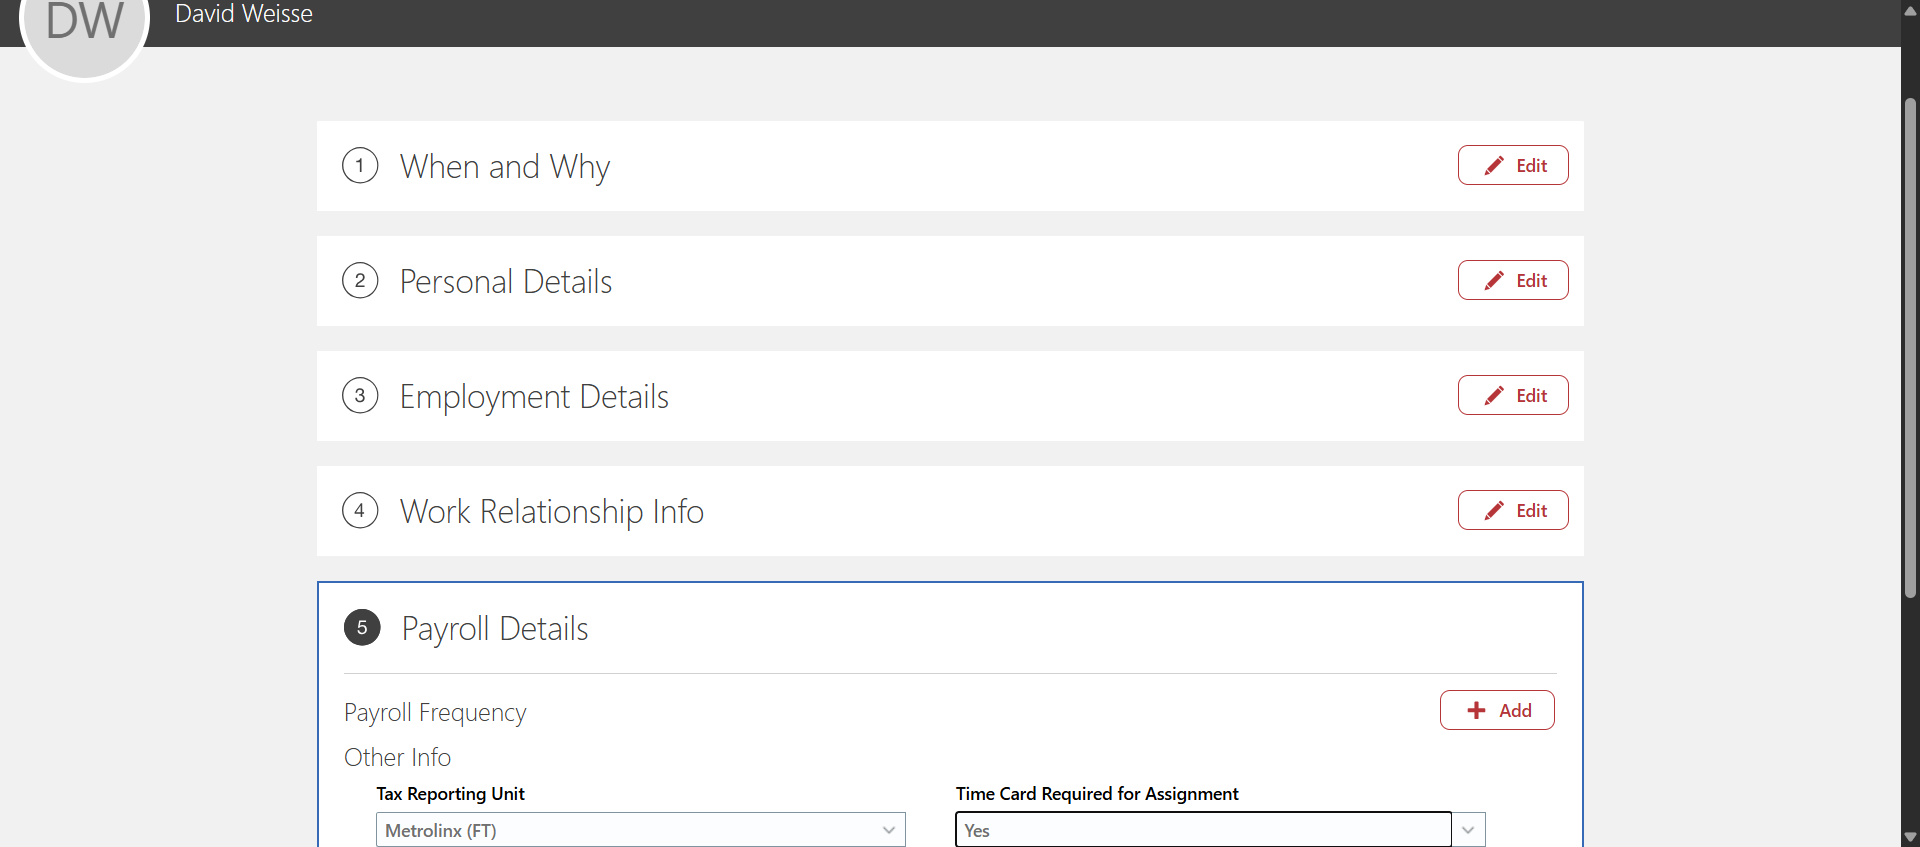 DW
David Weisse
1 When and Why
Edit
2 Personal Details
Edit
3 Employment Details
Edit
4 Work Relationship Info
Edit
5 Payroll Details
Payroll Frequency
Add
Other Info
Tax Reporting Unit
Time Card Required for Assignment
Metrolinx (FT)
Yes